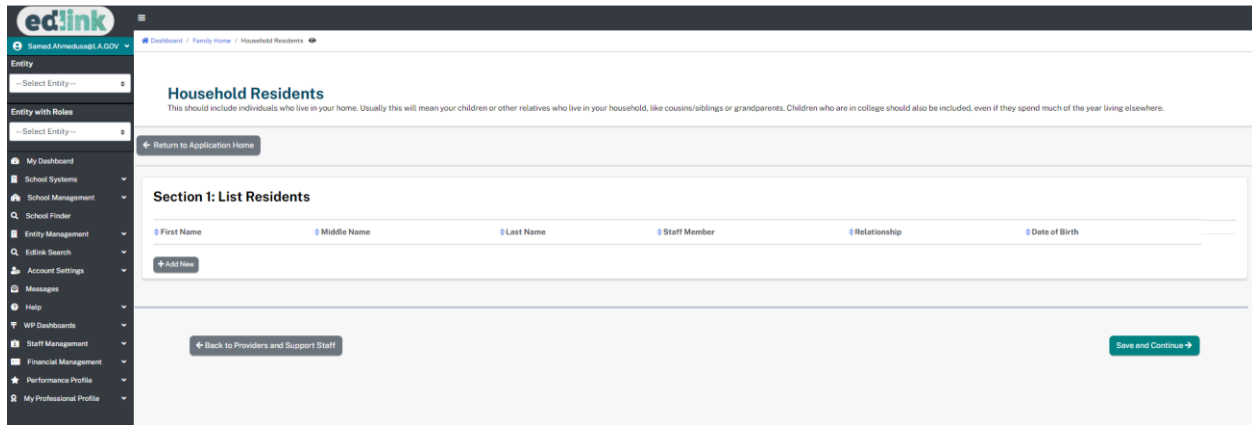 ed:link
Samad.Ahmedusa@LA.GOV
Entity
--Select Entity--
Entity with Roles
--Select Entity--
My Dashboard
School Systems
School Management
School Finder
Entity Management
Edlink Search
Account Settings
Messages
Help
WP Dashboards
Staff Management
Financial Management
Performance Profile
My Professional Profile
Dashboard / Family Home / Household Residents
Household Residents
This should include individuals who live in your home. Usually this will mean your children or other relatives who live in your household, like cousins/siblings or grandparents. Children who are in college should also be included, even if they spend much of the year living elsewhere.
Return to Application Home
Section 1: List Residents
First Name Middle Name Last Name Staff Member Relationship Date of Birth
+Add New
Back to Providers and Support Staff
Save and Continue